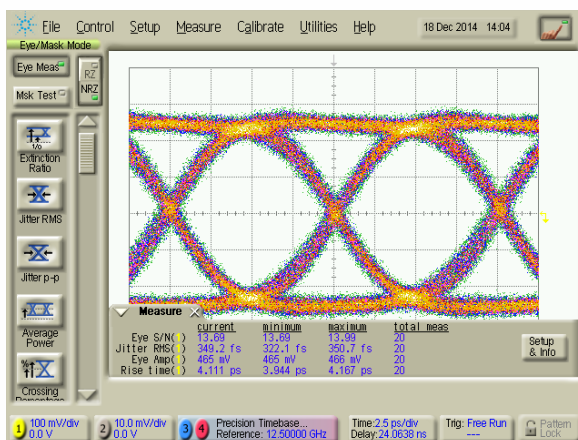 File Control Setup Measure Calibrate Utilities Help 18 Dec 2014 14:04
Eye/Mask Mode
Eye Meas
RZ
Msk Test
NRZ
Extinction
Ratio
Jitter RMS
Jitter p-p
Average
Power
Crossing
Percentage
Measure
current minimum maximum total meas
Eye S/N(1) 13.69 13.69 13.99 20
Jitter RMS(1) 349.2 fs 322.1 fs 350.7 fs 20
Eye Amp(1) 465 mV 465 mV 466 mV 20
Rise time(1) 4.111 ps 3.944 ps 4.167 ps 20
Setup
& Info
1 100 mV/div
0.0 V
2 10.0 mV/div
0.0 V
3 4 Precision Timebase...
Reference: 12.50000 GHz
Time:2.5 ps/div
Delay:24.0638 ns
Trig: Free Run
---
Pattern
Lock